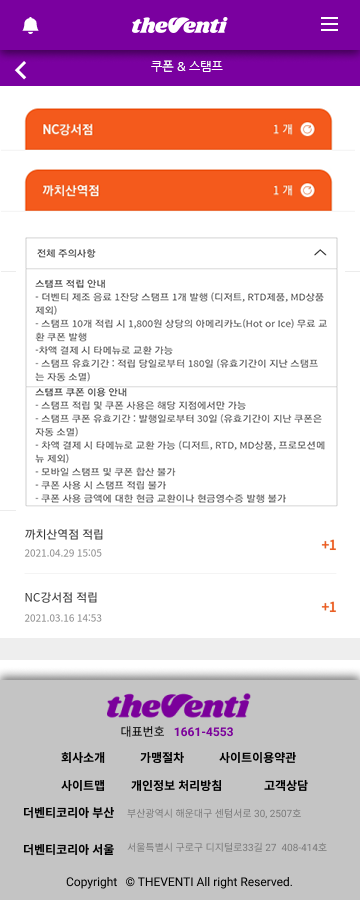 theVenti
쿠폰 & 스탬프
NC강서점 1 개
까치산역점 1 개
전체 주의사항
스탬프 적립 안내
- 더벤티 제조 음료 1잔당 스탬프 1개 발행 (디저트, RTD제품, MD상품
제외)
- 스탬프 10개 적립 시 1,800원 상당의 아메리카노(Hot or Ice) 무료 교
환 쿠폰 발행
-차액 결제 시 타메뉴로 교환 가능
- 스탬프 유효기간 : 적립 당일로부터 180일 (유효기간이 지난 스탬프
는 자동 소멸)
스탬프 쿠폰 이용 안내
- 스탬프 적립 및 쿠폰 사용은 해당 지점에서만 가능
- 스탬프 쿠폰 유효기간 : 발행일로부터 30일 (유효기간이 지난 쿠폰은
자동 소멸)
- 차액 결제 시 타메뉴로 교환 가능 (디저트, RTD, MD상품, 프로모션메
뉴 제외)
- 모바일 스탬프 및 쿠폰 합산 불가
- 쿠폰 사용 시 스탬프 적립 불가
- 쿠폰 사용 금액에 대한 현금 교환이나 현금영수증 발행 불가
까치산역점 적립
2021.04.29 15:05
+1
NC강서점 적립
2021.03.16 14:53
+1
theVenti
대표번호 1661-4553
회사소개 가맹절차 사이트이용약관
사이트맵 개인정보 처리방침 고객상담
더벤티코리아 부산 부산광역시 해운대구 센텀서로 30, 2507호
더벤티코리아 서울 서울특별시 구로구 디지털로33길 27 408-414호
Copyright © THEVENTI All right Reserved.